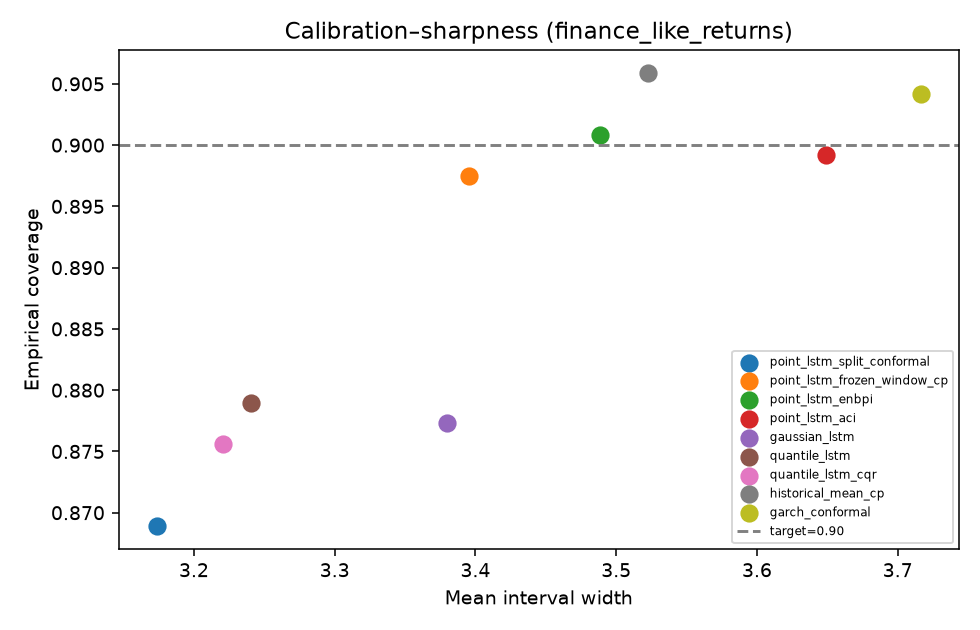 Calibration–sharpness (finance_like_returns)
Empirical coverage
0.905
0.900
0.895
0.890
0.885
0.880
0.875
0.870
point_lstm_split_conformal
point_lstm_frozen_window_cp
point_lstm_enbpi
point_lstm_aci
gaussian_lstm
quantile_lstm
quantile_lstm_cqr
historical_mean_cp
garch_conformal
target=0.90
3.2 3.3 3.4 3.5 3.6 3.7
Mean interval width